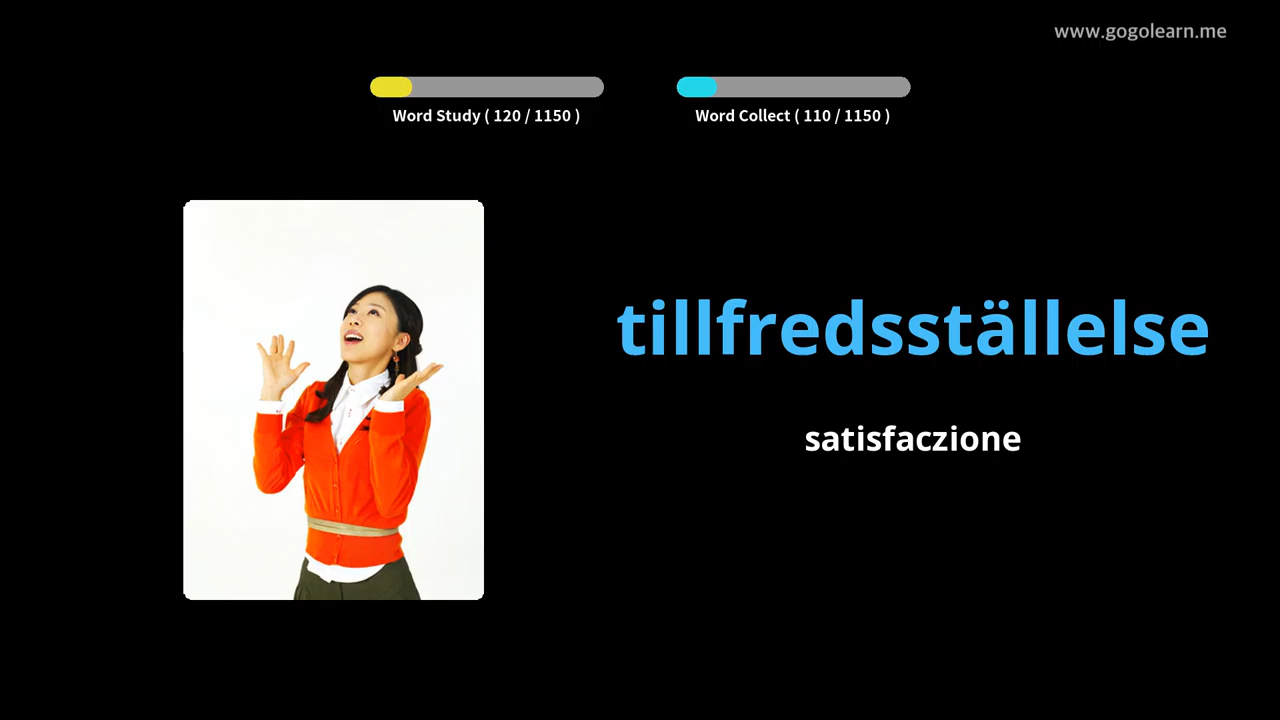 www.gogolearn.me
Word Study ( 120 / 1150 )
Word Collect ( 110 / 1150 )
tillfredsställelse
satisfaczione